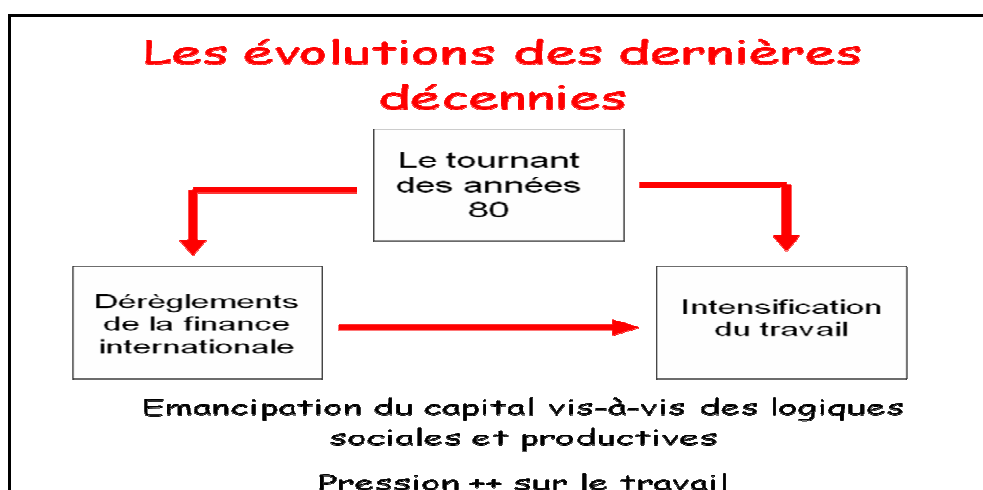 Les évolutions des dernières
décennies
Le tournant
des années
80
Dérèglements
de la finance
internationale
Intensification
du travail
Emancipation du capital vis-à-vis des logiques
sociales et productives
Pression ++ sur le travail